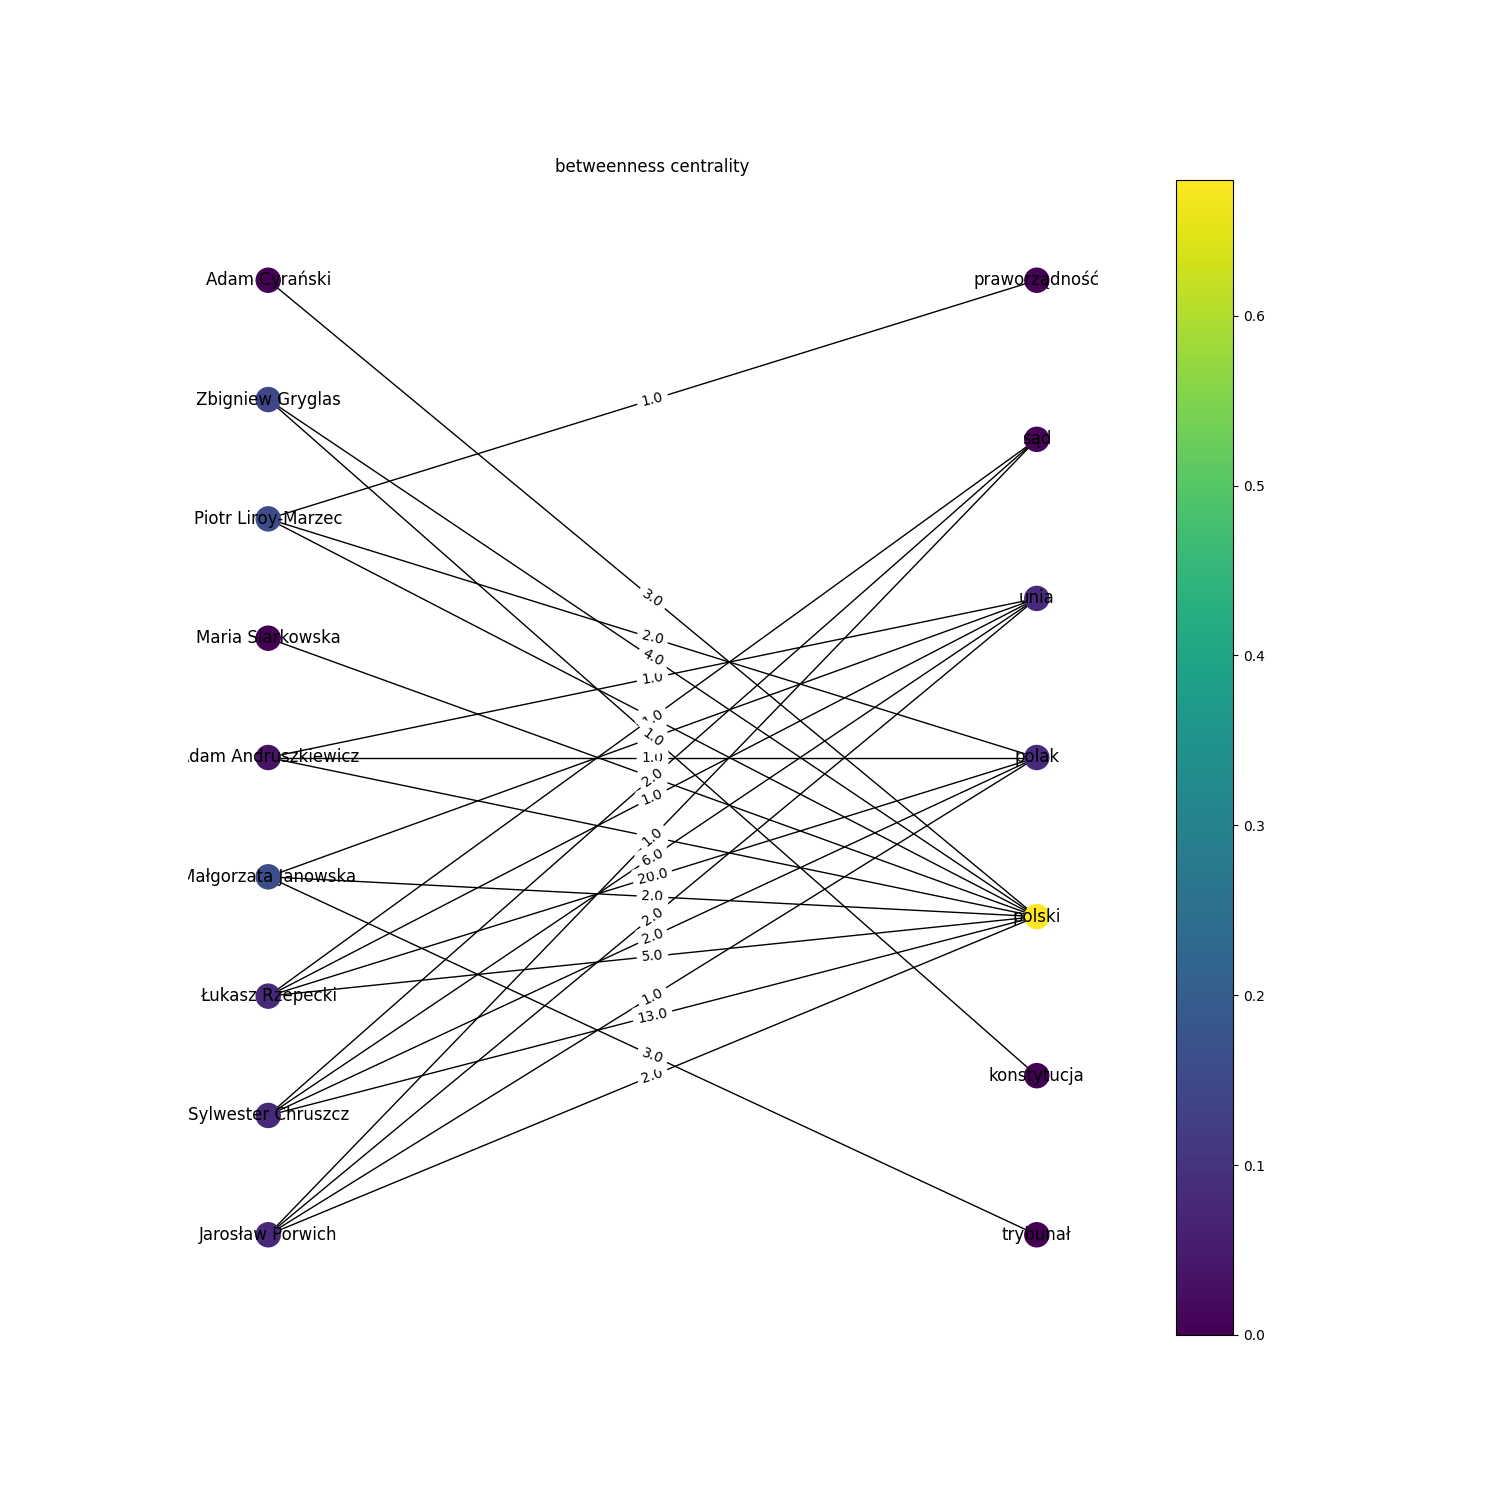 betweenness centrality
Adam Cyrański
praworządność
Zbigniew Gryglas
1.0
sąd
Piotr Liroy-Marzec
3.0
unia
Maria Siarkowska
2.0
4.0
1.0
1.0
1.0
dam Andruszkiewicz
1.0
polak
2.0
1.0
1.0
6.0
Małgorzata Janowska
20.0
2.0
2.0
polski
2.0
5.0
Łukasz Rzepecki
1.0
13.0
3.0
2.0
konstytucja
Sylwester Chruszcz
Jarosław Porwich
trybunał
0.6
0.5
0.4
0.3
0.2
0.1
0.0